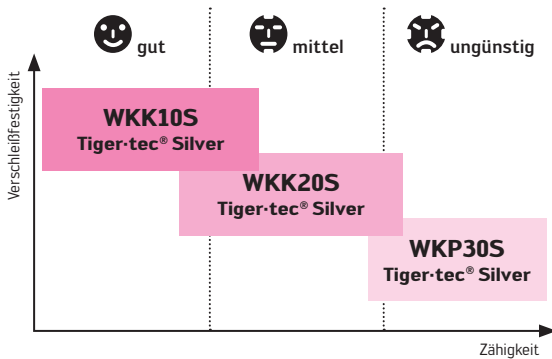 gut
mittel
ungünstig
Verschleißfestigkeit
WKK10S
Tiger·tec® Silver
WKK20S
Tiger·tec® Silver
WKP30S
Tiger·tec® Silver
Zähigkeit